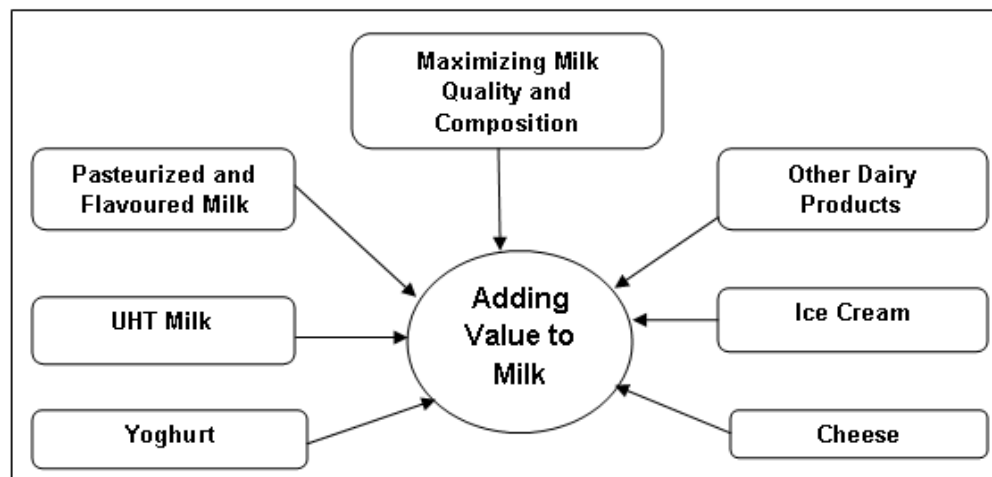 Maximizing Milk
Quality and
Composition
Pasteurized and
Flavoured Milk
Other Dairy
Products
UHT Milk
Adding
Value to
Milk
Ice Cream
Yoghurt
Cheese